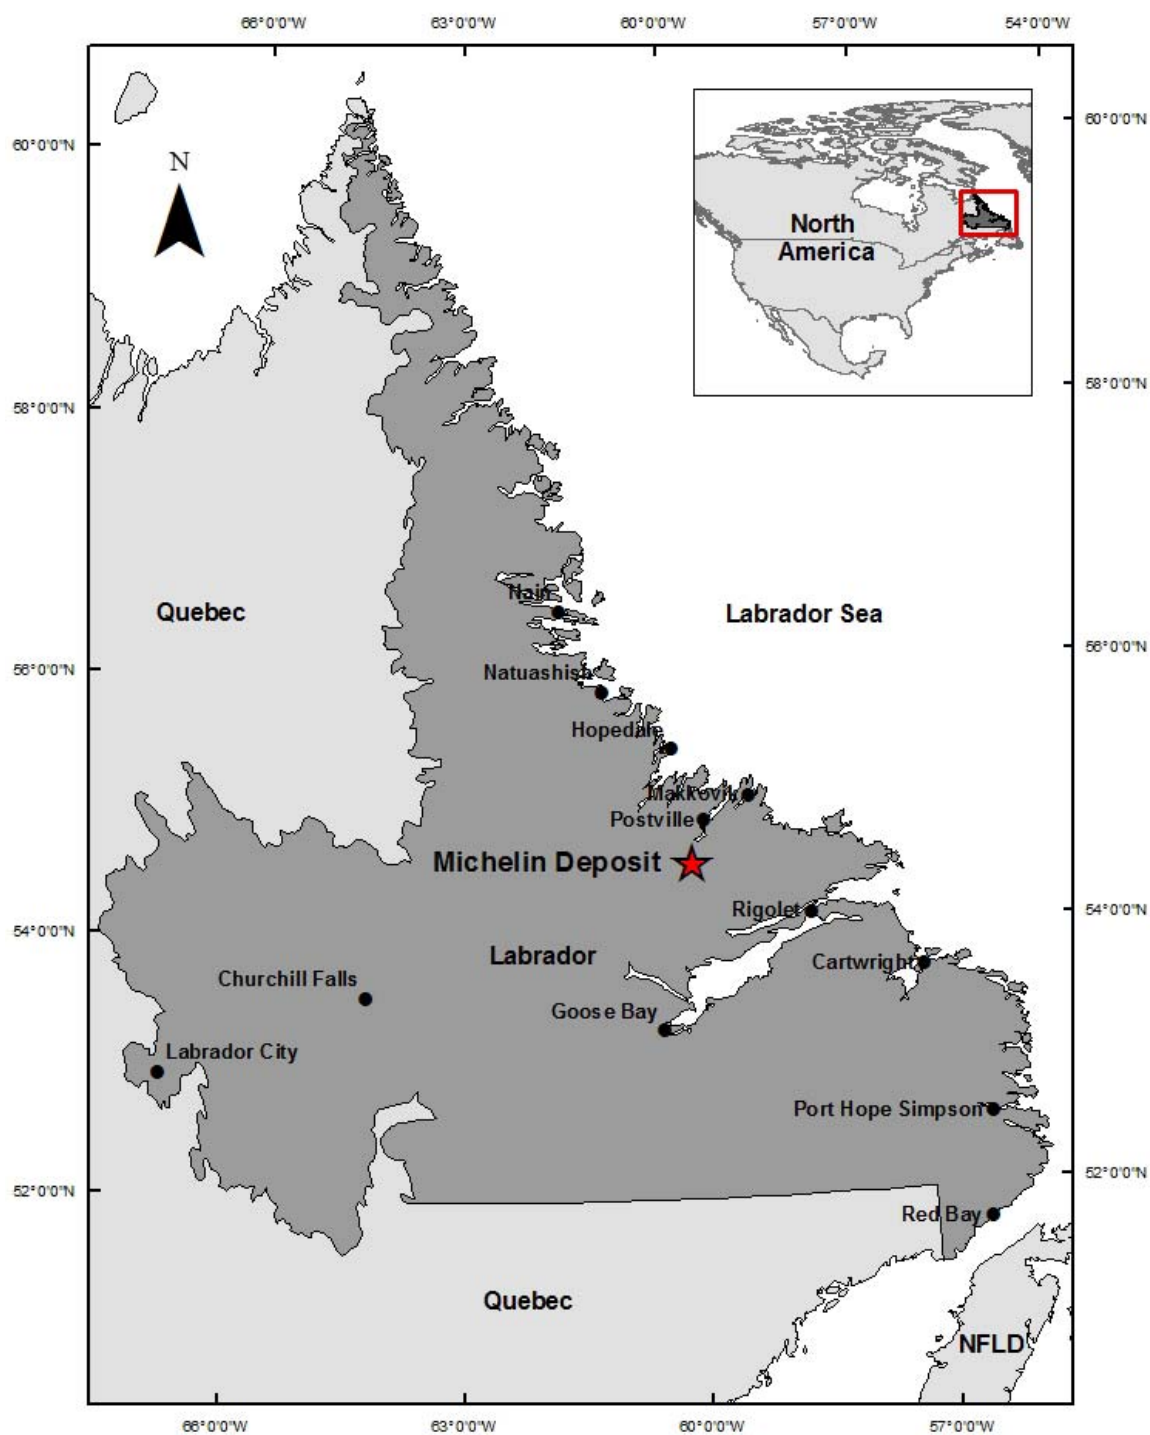 66°0'0"W 63°0'0"W 60°0'0"W 57°0'0"W 54°0'0"W
60°0'0"N
60°0'0"N
N
North
America
58°0'0"N
58°0'0"N
Quebec
Nain
Labrador Sea
56°0'0"N
56°0'0"N
Natuashish
Hopedale
Makkovik
Postville
Michelin Deposit
Rigolet
54°0'0"N
54°0'0"N
Labrador
Cartwright
Churchill Falls
Goose Bay
Labrador City
Port Hope Simpson
52°0'0"N
52°0'0"N
Red Bay
Quebec
NFLD
66°0'0"W 63°0'0"W 60°0'0"W 57°0'0"W